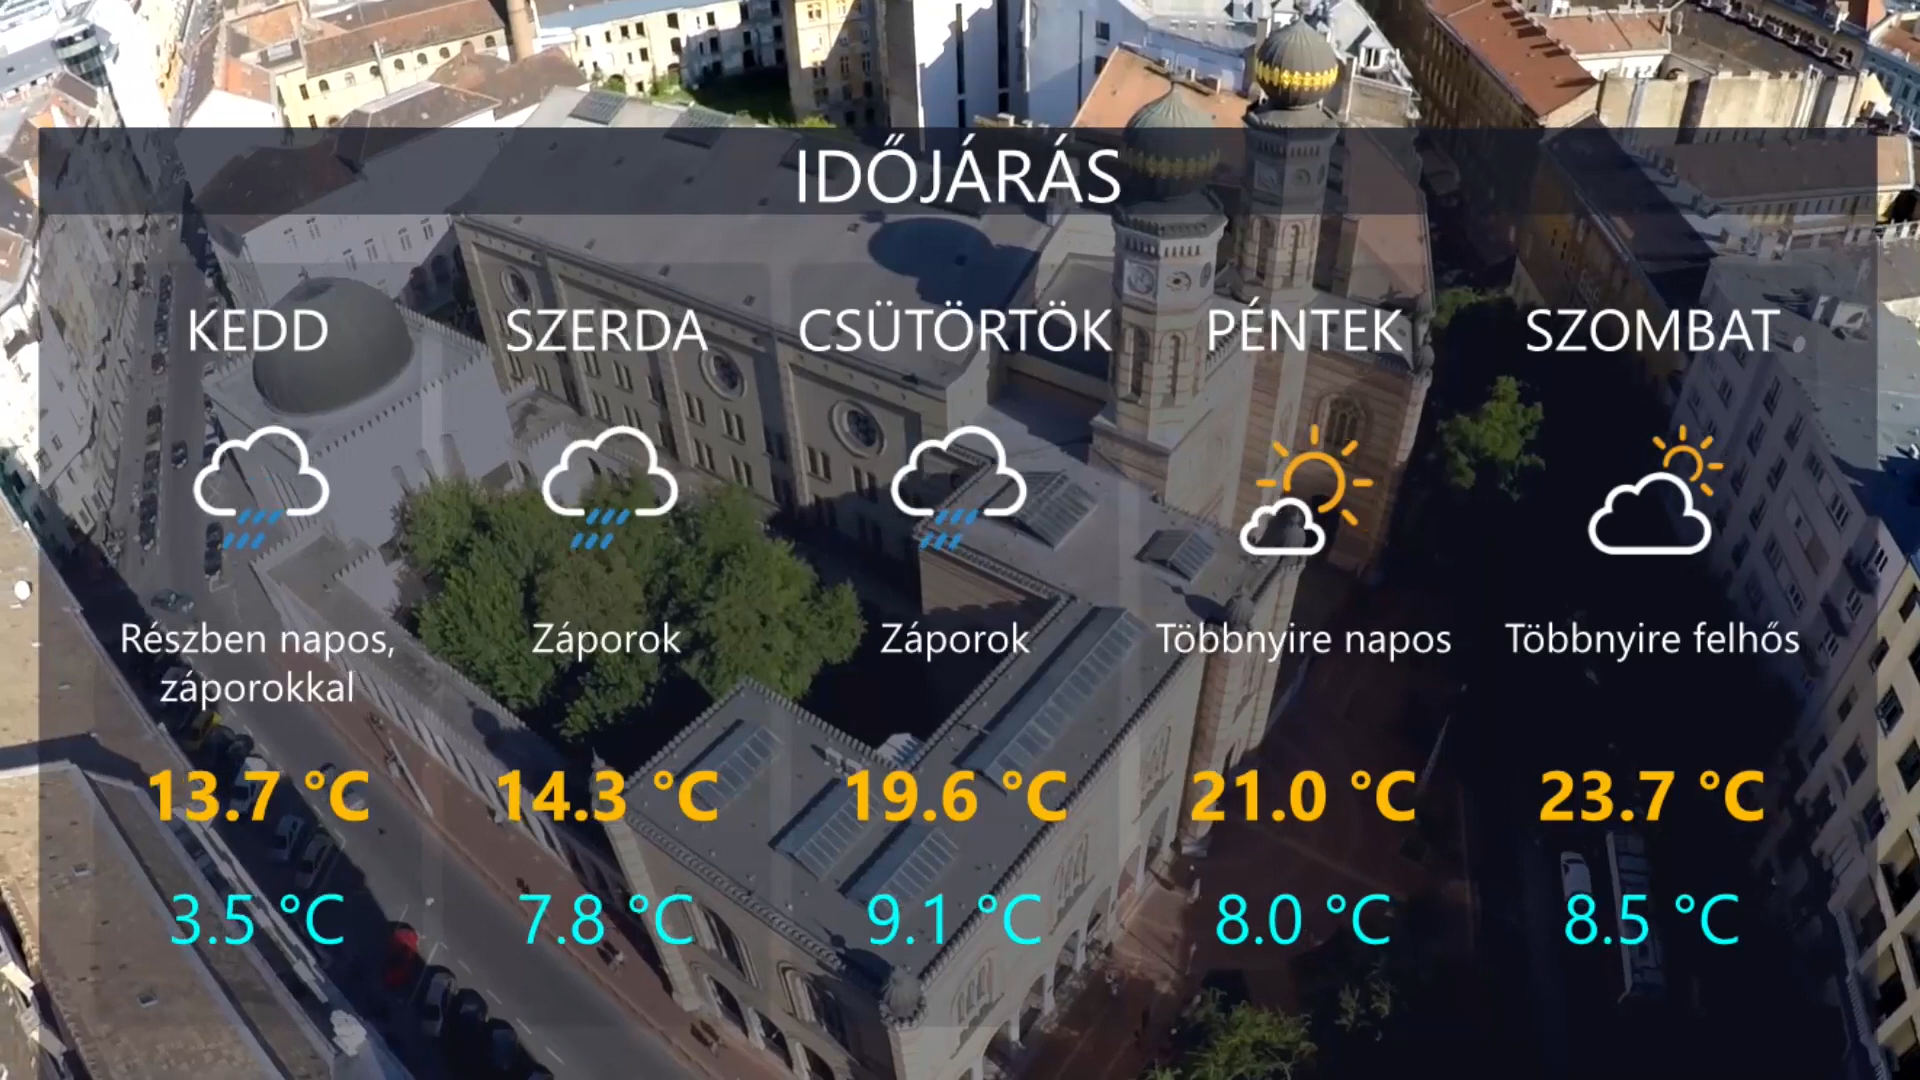 IDŐJÁRÁS
KEDD
SZERDA
CSÜTÖRTÖK
PÉNTEK
SZOMBAT
Részben napos,
záporokkal
Záporok
Záporok
Többnyire napos
Többnyire felhős
13.7 °C
14.3 °C
19.6 °C
21.0 °C
23.7 °C
3.5 °C
7.8 °C
9.1 °C
8.0 °C
8.5 °C